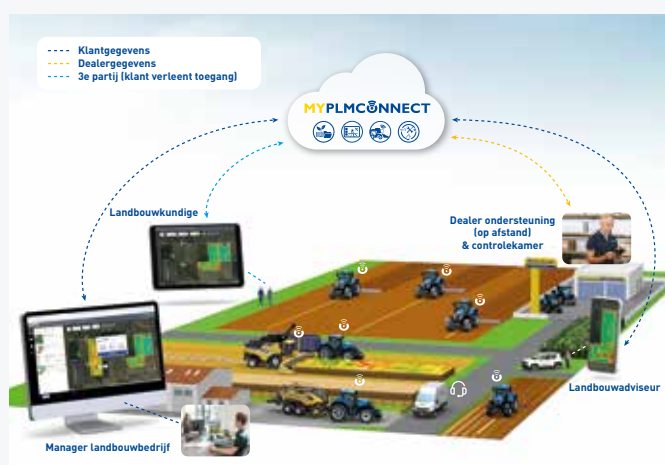 Klantgegevens
Dealergegevens
3e partij (klant verleent toegang)
MYPLMCONNECT
Landbouwkundige
Dealer ondersteuning
(op afstand)
& controlekamer
Landbouwadviseur
Manager landbouwbedrijf